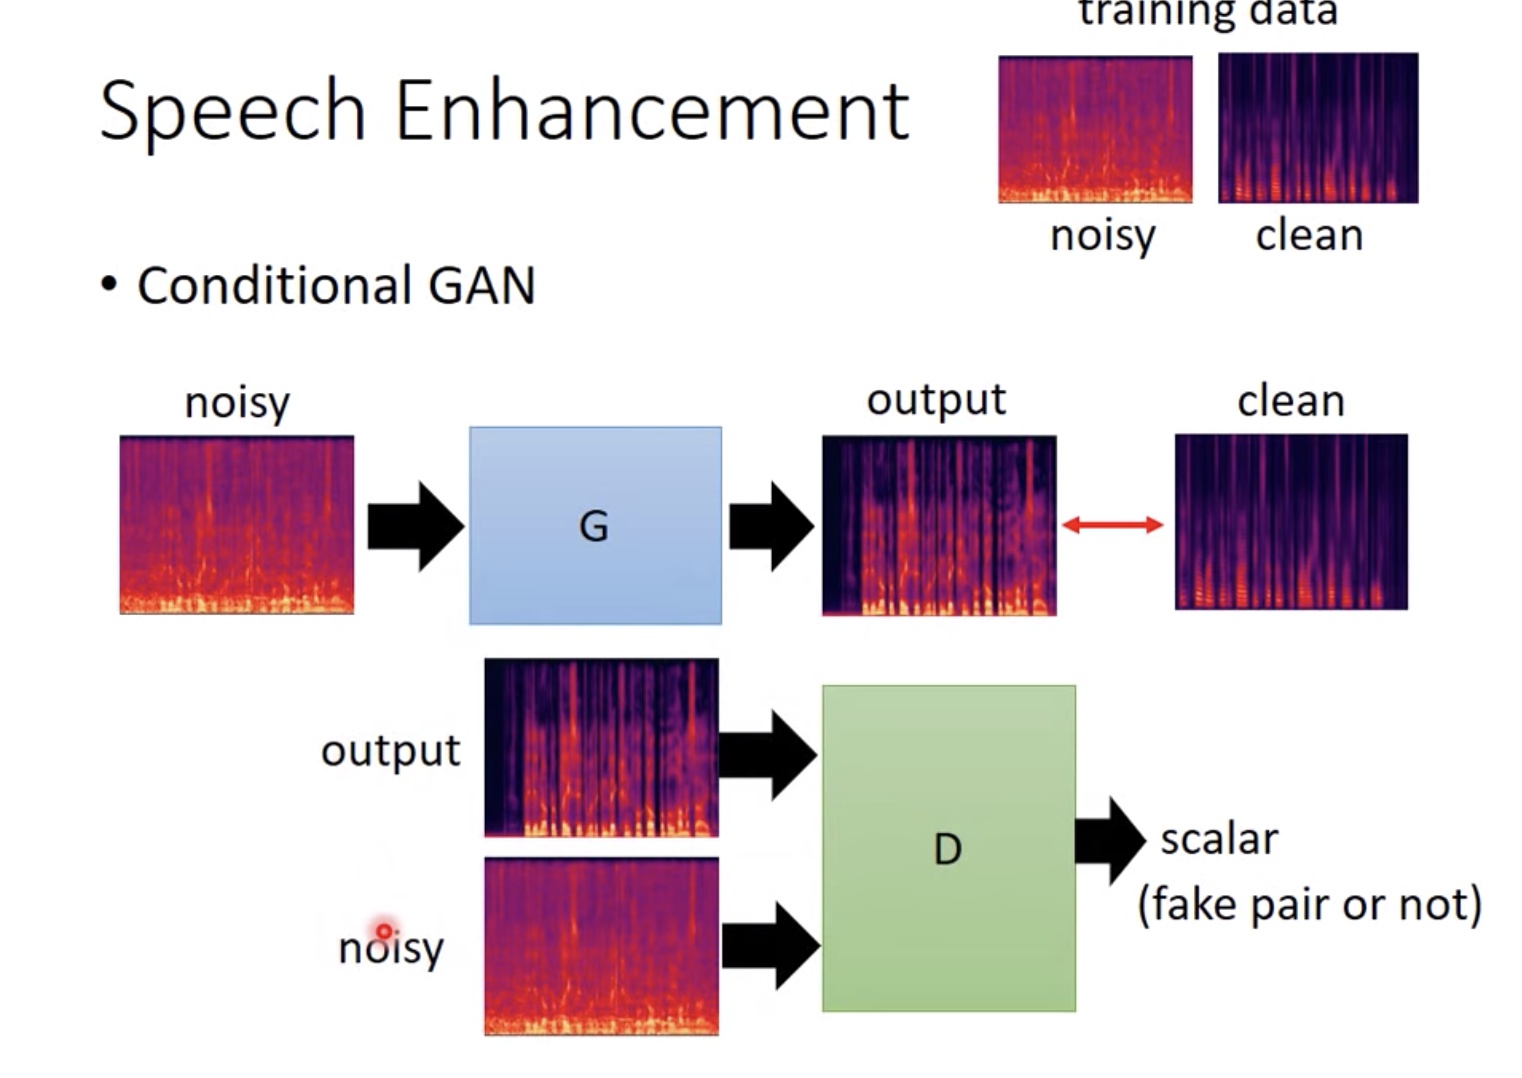 training data
Speech Enhancement
noisy
clean
• Conditional GAN
noisy
output
clean
G
output
D
scalar
(fake pair or not)
noisy